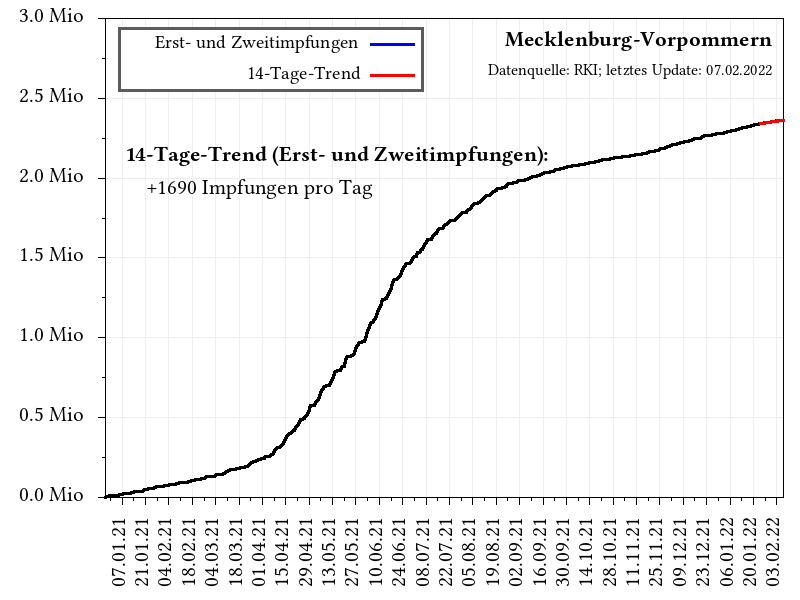 3.0 Mio
2.5 Mio
2.0 Mio
1.5 Mio
1.0 Mio
0.5 Mio
0.0 Mio
Erst- und Zweitimpfungen
14-Tage-Trend
Mecklenburg-Vorpommern
Datenquelle: RKI; letztes Update: 07.02.2022
14-Tage-Trend (Erst- und Zweitimpfungen):
+1690 Impfungen pro Tag
07.01.21
21.01.21
04.02.21
18.02.21
04.03.21
18.03.21
01.04.21
15.04.21
29.04.21
13.05.21
27.05.21
10.06.21
24.06.21
08.07.21
22.07.21
05.08.21
19.08.21
02.09.21
16.09.21
30.09.21
14.10.21
28.10.21
11.11.21
25.11.21
09.12.21
23.12.21
06.01.22
20.01.22
03.02.22